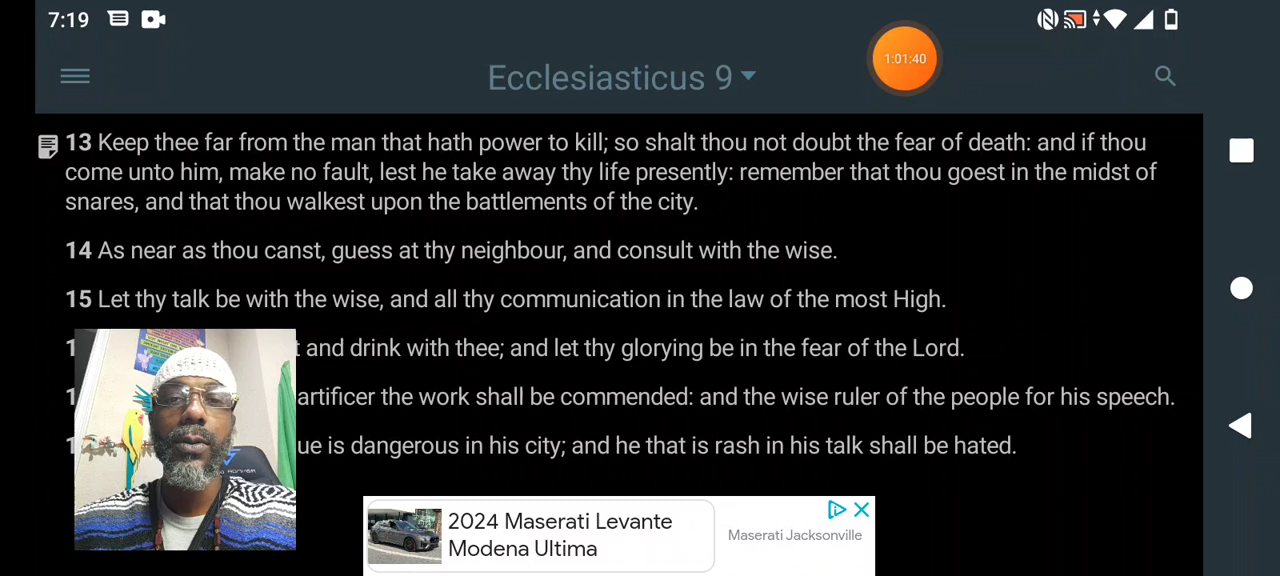 7:19
1:01:40
Ecclesiasticus 9
13 Keep thee far from the man that hath power to kill; so shalt thou not doubt the fear of death: and if thou
come unto him, make no fault, lest he take away thy life presently: remember that thou goest in the midst of
snares, and that thou walkest upon the battlements of the city.
14 As near as thou canst, guess at thy neighbour, and consult with the wise.
15 Let thy talk be with the wise, and all thy communication in the law of the most High.
and drink with thee; and let thy glorying be in the fear of the Lord.
artificer the work shall be commended: and the wise ruler of the people for his speech.
is dangerous in his city; and he that is rash in his talk shall be hated.
2024 Maserati Levante
Modena Ultima
Maserati Jacksonville